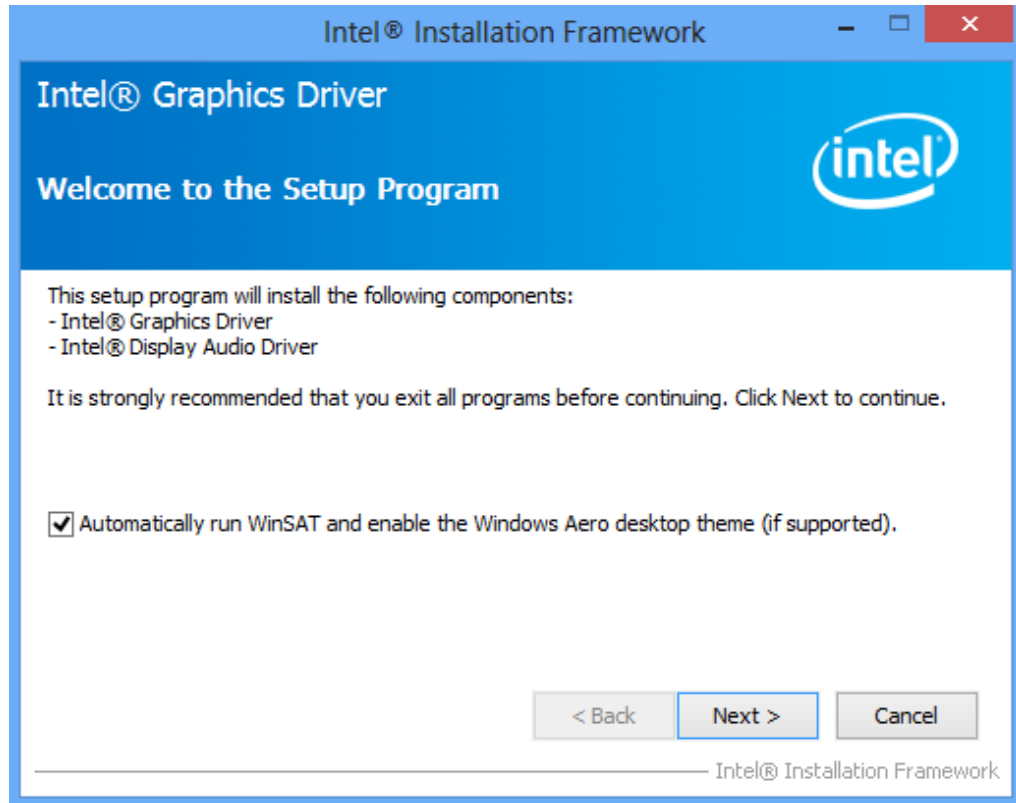 Intel® Installation Framework
Intel® Graphics Driver
intel
Welcome to the Setup Program
This setup program will install the following components:
- Intel® Graphics Driver
- Intel® Display Audio Driver
It is strongly recommended that you exit all programs before continuing. Click Next to continue.
Automatically run WinSAT and enable the Windows Aero desktop theme (if supported).
< Back
Next >
Cancel
Intel® Installation Framework